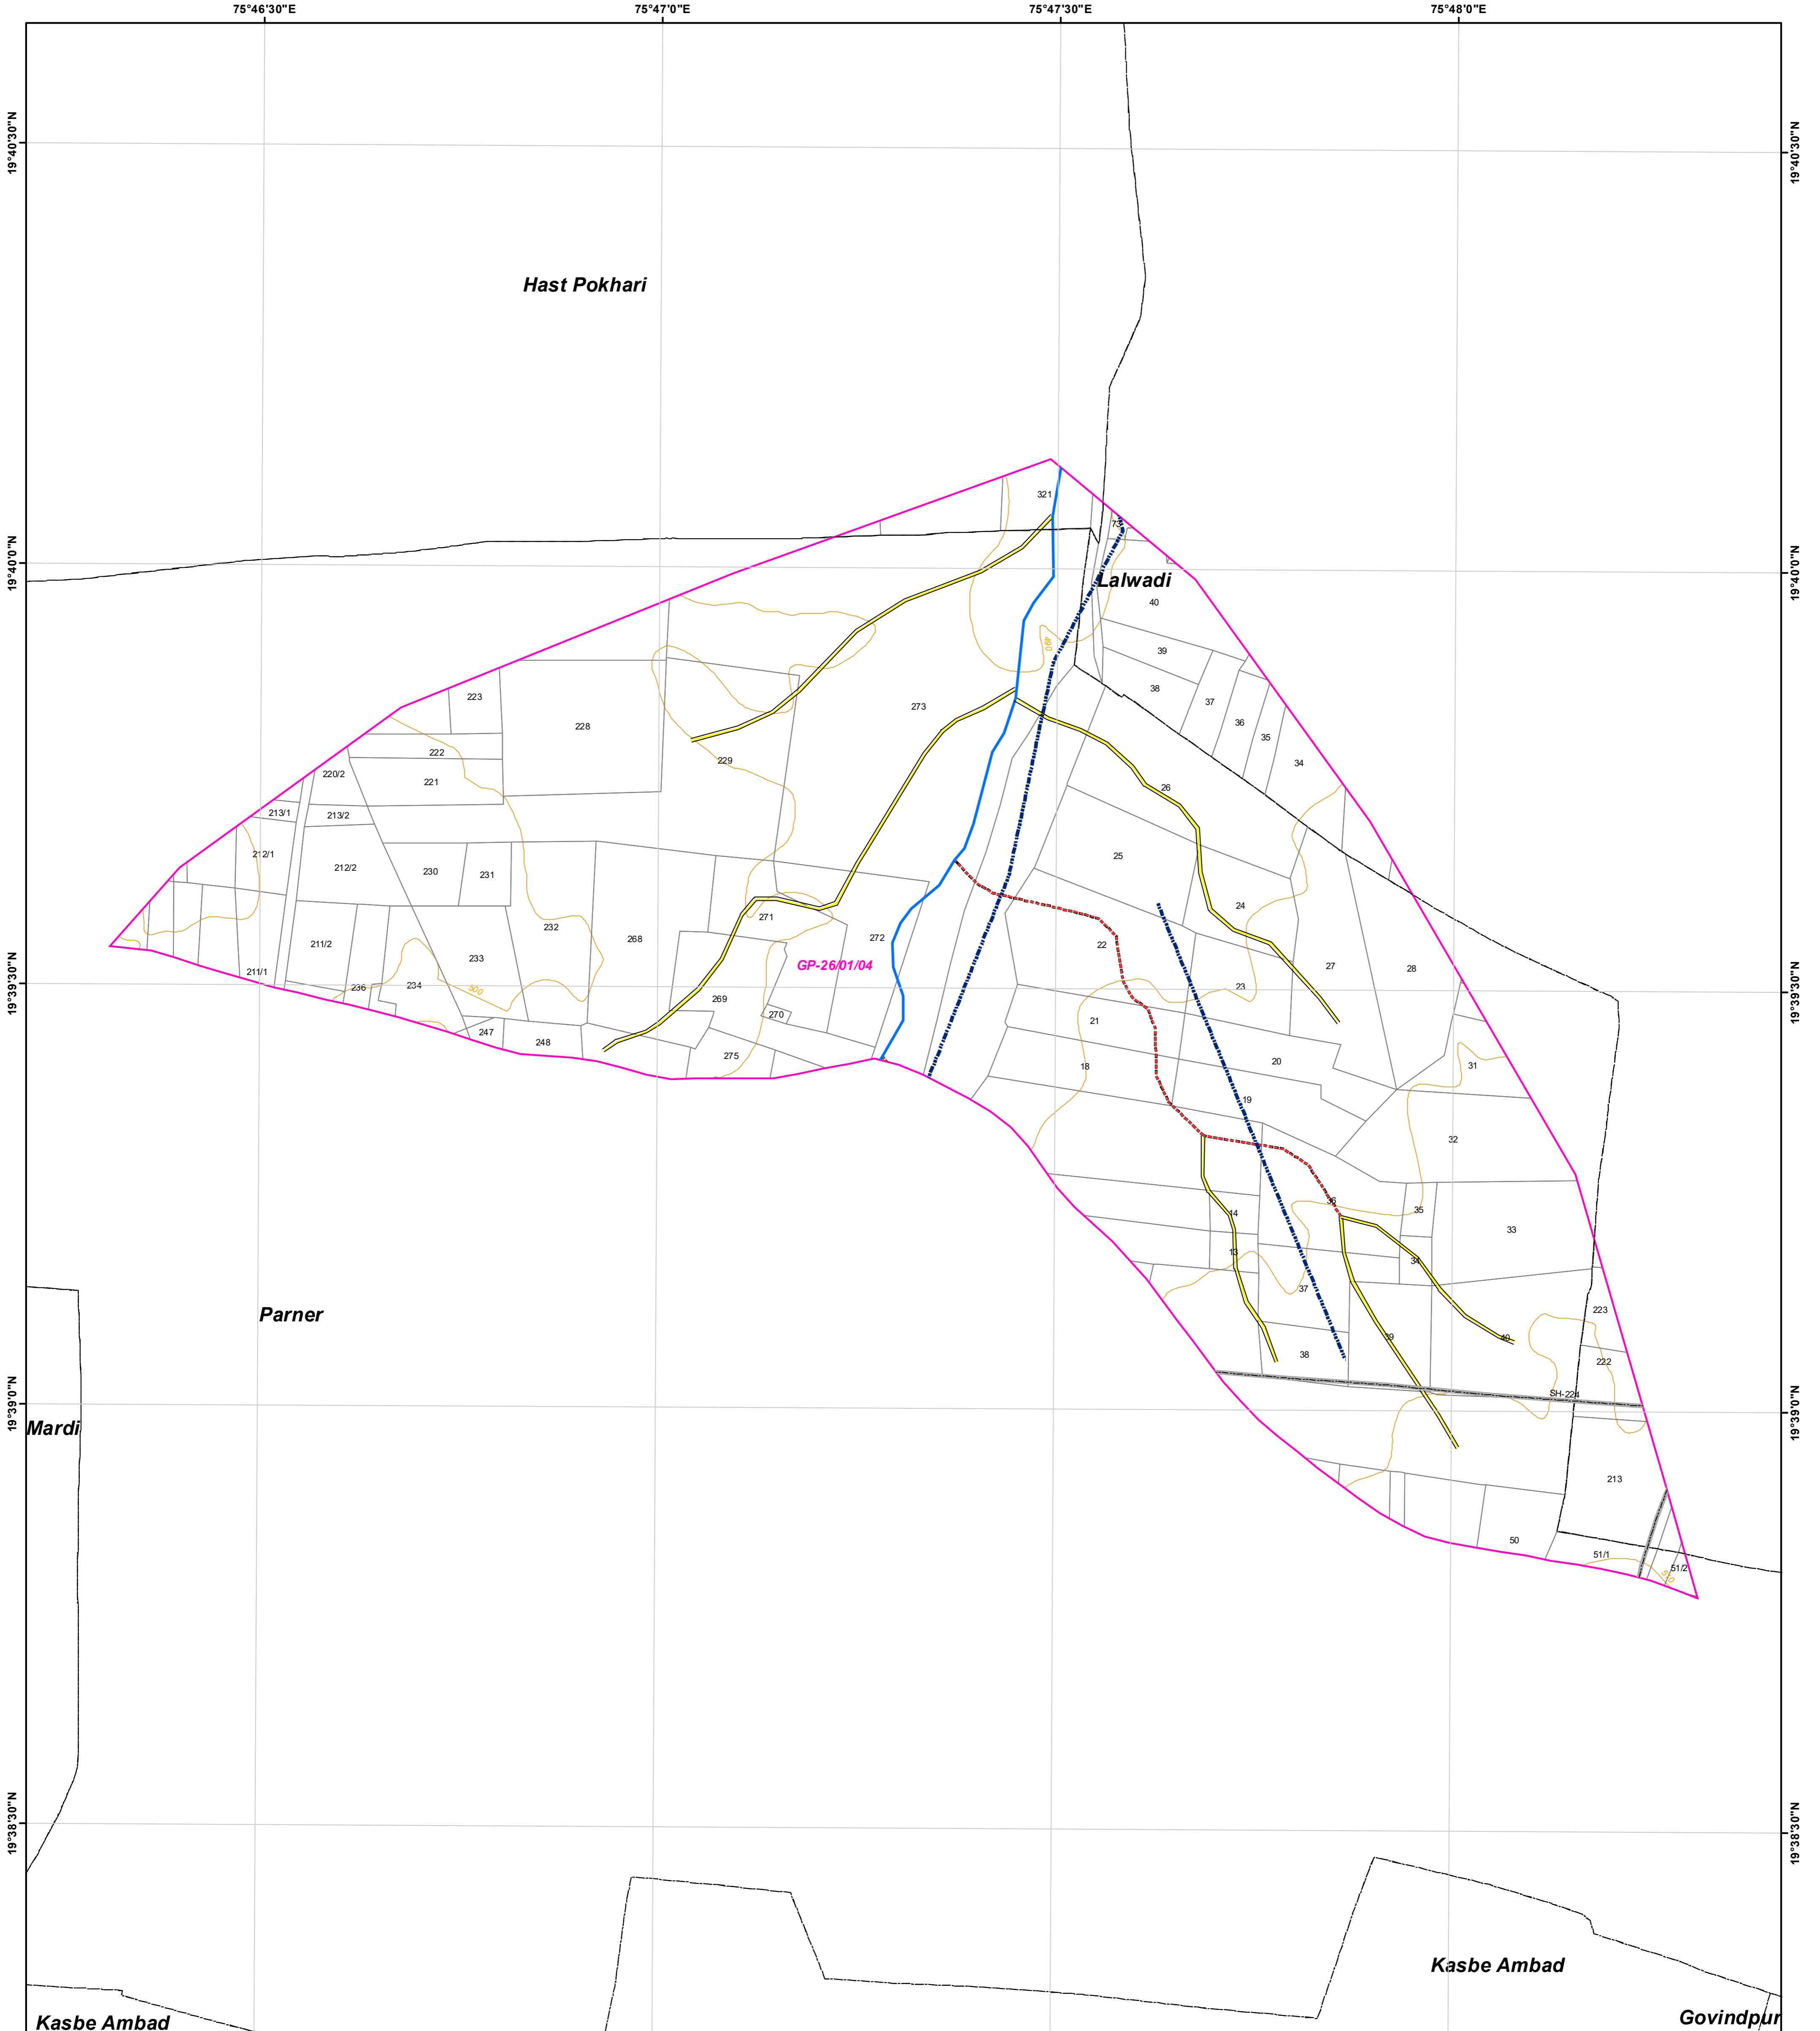 75°46'30"E
75°47'0"E
75°47'30"E
75°48'0"E
19°40'30"N
19°40'30"N
Hast Pokhari
321
73
19°40'0"N
19°40'0"N
Lalwadi
40
490
39
38
223
37
273
36
228
35
222
229
34
220/2
221
26
213/1
213/2
212/1
25
212/2
230
231
24
271
232
268
272
22
211/2
GP-26/01/04
233
27
28
211/1
236
234
500
23
19°39'30"N
19°39'30"N
269
270
21
247
248
275
20
18
31
19
32
36
35
14
33
13
34
37
223
Parner
39
40
38
222
SH-224
19°39'0"N
19°39'0"N
Mardi
213
50
51/1
51/2
510
19°38'30"N
19°38'30"N
Kasbe Ambad
Kasbe Ambad
Govindpur